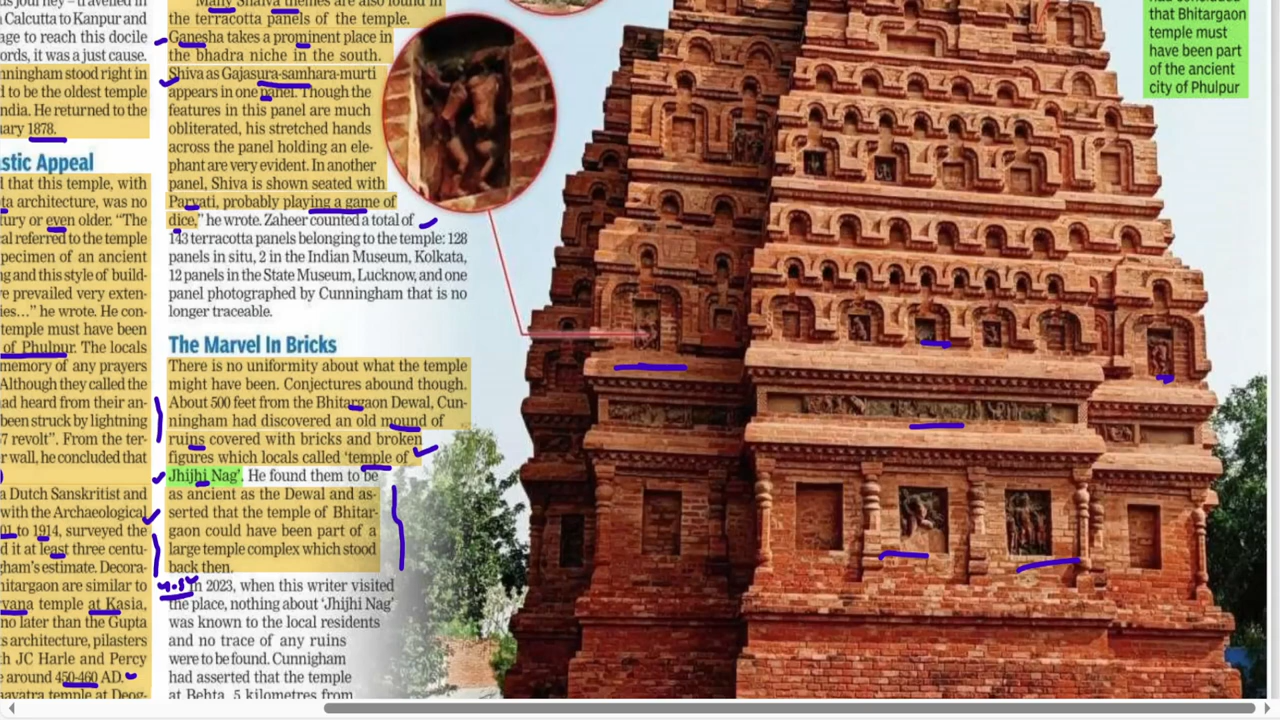 us journey – travelled in
Calcutta to Kanpur and
age to reach this docile
ords, it was a just cause.
nningham stood right in
d to be the oldest temple
ndia. He returned to the
uary 1878.
stic Appeal
d that this temple, with
ta architecture, was no
tury or even older. "The
al referred to the temple
pecimen of an ancient
ng and this style of build-
e prevailed very exten-
ies…" he wrote. He con-
temple must have been
of Phulpur. The locals
memory of any prayers
Although they called the
ad heard from their an-
been struck by lightning
7 revolt". From the ter-
r wall, he concluded that
a Dutch Sanskritist and
with the Archaeological
01 to 1914, surveyed the
d it at least three centu-
gham's estimate. Decora-
hitargaon are similar to
rvana temple at Kasia,
no later than the Gupta
s architecture, pilasters
h JC Harle and Percy
e around 450-460 AD.
avatra temple at Deog-
Many Shaiva themes are also found in
the terracotta panels of the temple.
Ganesha takes a prominent place in
the bhadra niche in the south.
Shiva as Gajasura-samhara-murti
appears in one panel. Though the
features in this panel are much
obliterated, his stretched hands
across the panel holding an ele-
phant are very evident. In another
panel, Shiva is shown seated with
Parvati, probably playing a game of
dice," he wrote. Zaheer counted a total of
143 terracotta panels belonging to the temple: 128
panels in situ, 2 in the Indian Museum, Kolkata,
12 panels in the State Museum, Lucknow, and one
panel photographed by Cunningham that is no
longer traceable.
The Marvel In Bricks
There is no uniformity about what the temple
might have been. Conjectures abound though.
About 500 feet from the Bhitargaon Dewal, Cun-
ningham had discovered an old mound of
ruins covered with bricks and broken
figures which locals called 'temple of
Jhijhi Nag'. He found them to be
as ancient as the Dewal and as-
serted that the temple of Bhitar-
gaon could have been part of a
large temple complex which stood
back then.
In 2023, when this writer visited
the place, nothing about 'Jhijhi Nag'
was known to the local residents
and no trace of any ruins
were to be found. Cunnigham
had asserted that the temple
at Behta, 5 kilometres from
had concluded
that Bhitargaon
temple must
have been part
of the ancient
city of Phulpur